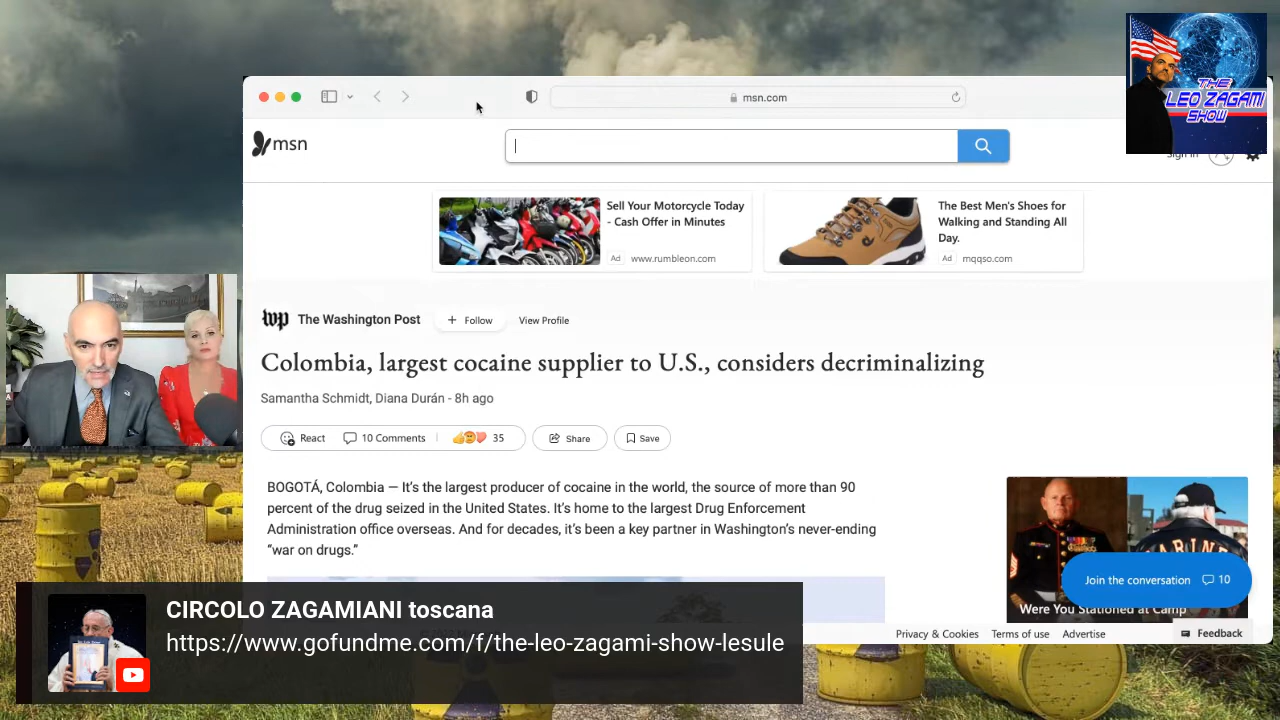 THE
LEO ZAGAMI
SHOW
msn.com
msn
Sign in
Sell Your Motorcycle Today
- Cash Offer in Minutes
Ad www.rumbleon.com
The Best Men's Shoes for
Walking and Standing All
Day.
Ad mqqso.com
wp The Washington Post + Follow View Profile
Colombia, largest cocaine supplier to U.S., considers decriminalizing
Samantha Schmidt, Diana Durán - 8h ago
React 10 Comments 35 Share Save
BOGOTÁ, Colombia — It's the largest producer of cocaine in the world, the source of more than 90
percent of the drug seized in the United States. It's home to the largest Drug Enforcement
Administration office overseas. And for decades, it's been a key partner in Washington's never-ending
“war on drugs.”
MARINE
Join the conversation 10
Were You Stationed at Camp
Privacy & Cookies Terms of use Advertise Feedback
CIRCOLO ZAGAMIANI toscana
https://www.gofundme.com/f/the-leo-zagami-show-lesule